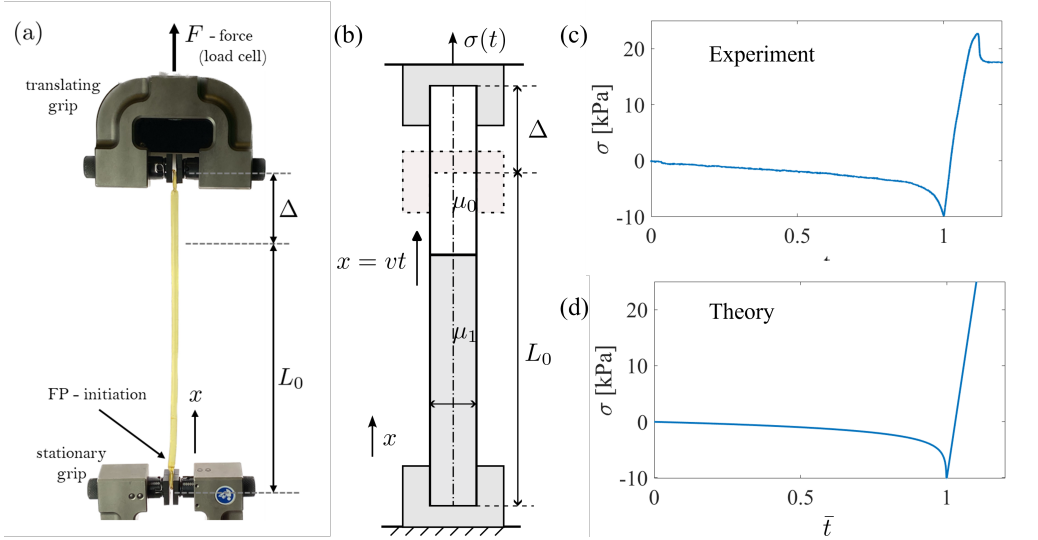 (a)
F - force
(load cell)
translating
grip
Δ
L₀
FP - initiation
x
stationary
grip
(b)
σ(t)
Δ
μ₀
x = vt
μ₁
L₀
x
(c)
Experiment
σ [kPa]
20
10
0
-10
0
0.5
1
(d)
Theory
σ [kPa]
20
10
0
-10
0
0.5
1
t̄